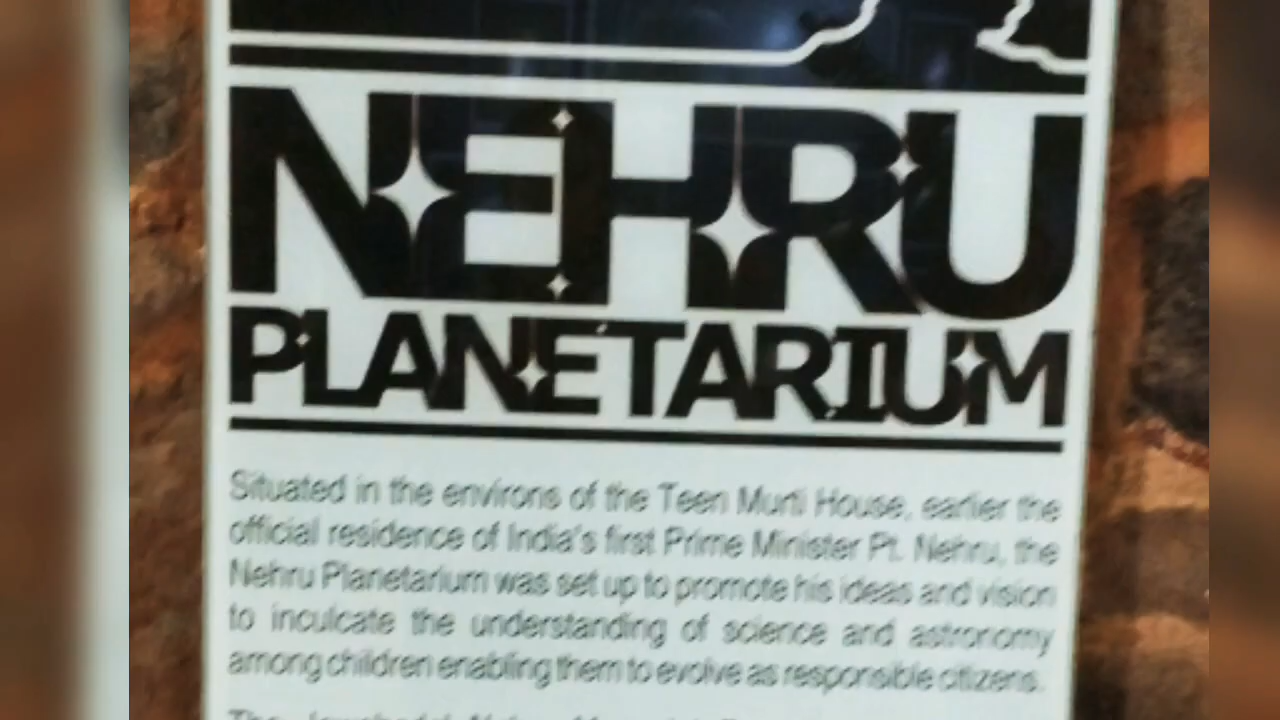 NEHRU
PLANETARIUM
Situated in the environs of the Teen Murti House, earlier the
official residence of India's first Prime Minister Pt. Nehru, the
Nehru Planetarium was set up to promote his ideas and vision
to inculcate the understanding of science and astronomy
among children enabling them to evolve as responsible citizens.